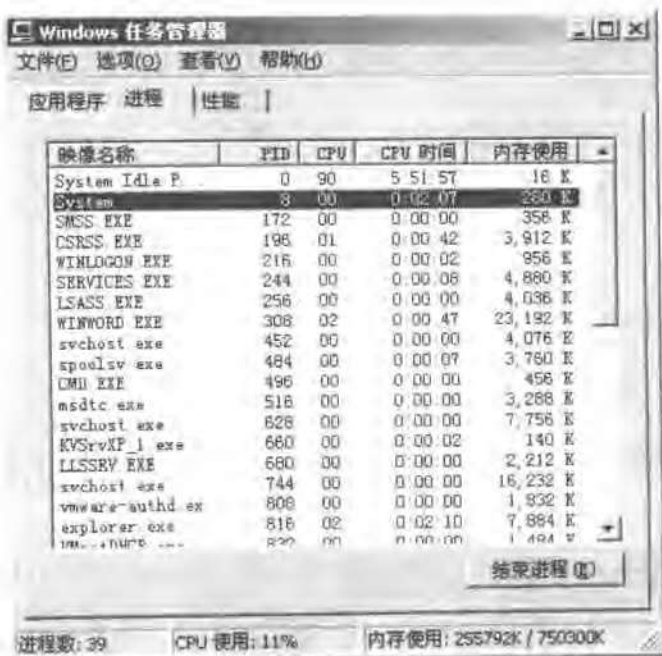 Windows 任务管理器
文件(F) 选项(O) 查看(V) 帮助(H)
应用程序 进程 性能
映像名称 PID CPU CPU 时间 内存使用
System Idle P... 0 90 5:51:57 16 K
System 8 00 0:02:07 280 K
SMSS.EXE 172 00 0:00:00 356 K
CSRSS.EXE 196 01 0:00:42 3,912 K
WINLOGON.EXE 216 00 0:00:02 956 K
SERVICES.EXE 244 00 0:00:08 4,880 K
LSASS.EXE 256 00 0:00:00 4,036 K
WINWORD.EXE 308 02 0:00:47 23,192 K
svchost.exe 452 00 0:00:00 4,076 K
spoolsv.exe 484 00 0:00:07 3,760 K
CMD.EXE 496 00 0:00:00 456 K
msdtc.exe 516 00 0:00:00 3,288 K
svchost.exe 628 00 0:00:00 7,756 K
KVSrvXP_1.exe 660 00 0:00:02 140 K
LLSSRV.EXE 680 00 0:00:00 2,212 K
svchost.exe 744 00 0:00:00 16,232 K
vmware-authd.ex 808 00 0:00:00 1,832 K
explorer.exe 816 02 0:02:10 7,884 K
832 00 0:00:00 1,484 K
结束进程(E)
进程数: 39 CPU 使用: 11% 内存使用: 255792K / 750300K